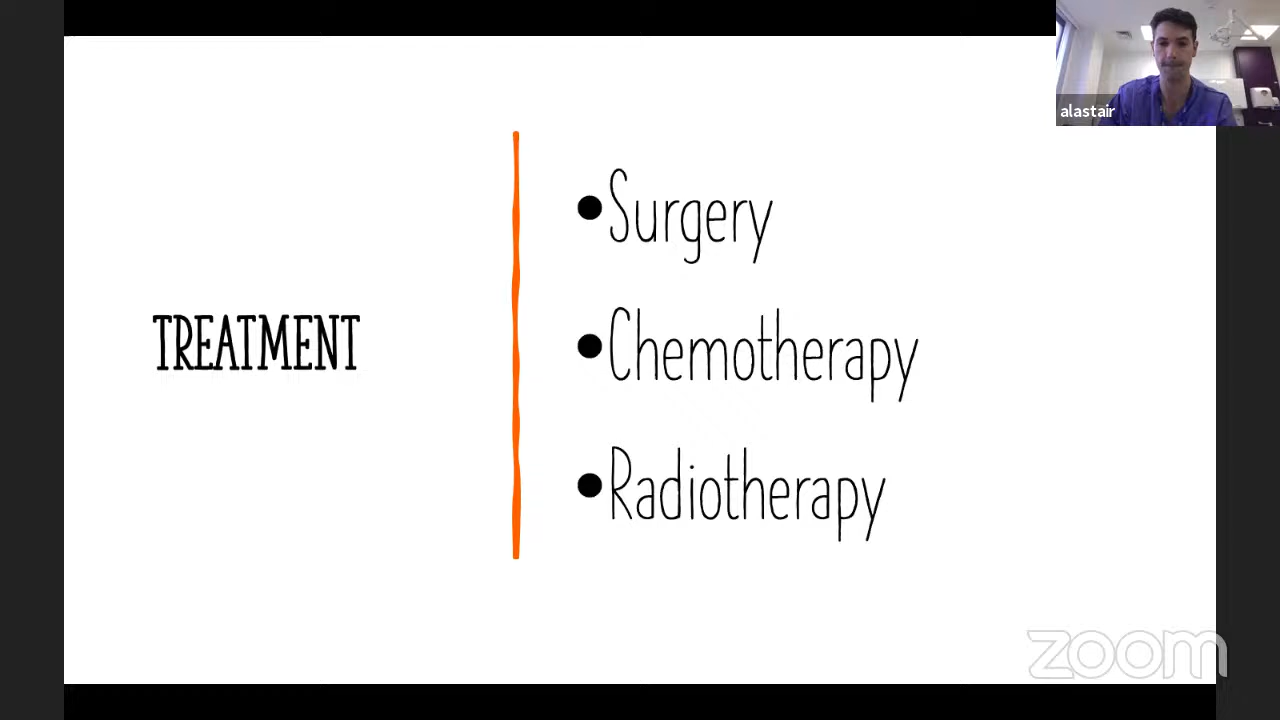 alastair
TREATMENT
•Surgery
•Chemotherapy
•Radiotherapy
zoom